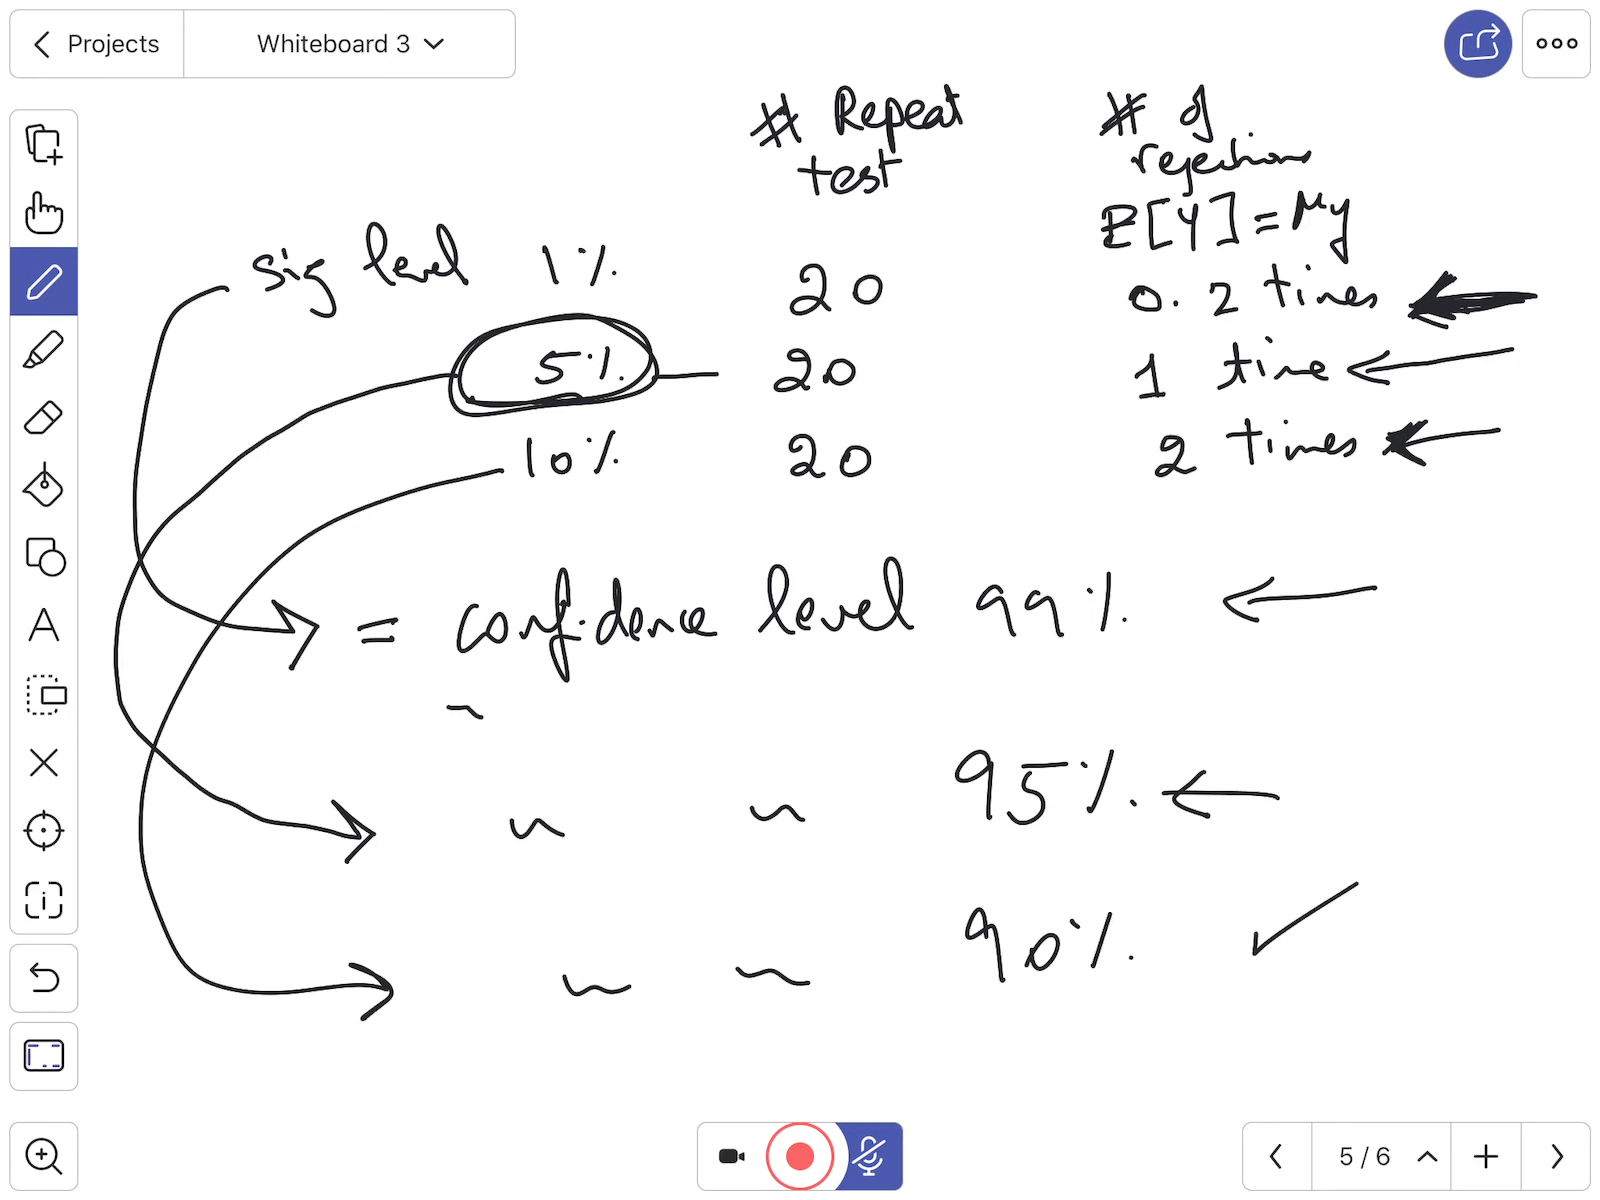 Projects
Whiteboard 3
# Repeat test
# of rejections
E[Y] = μy
sig level 1% 20 0.2 times
5% 20 1 time
10% 20 2 times
= confidence level 99%
~
~ ~ 95%
~ ~ 90% ✓
A
5 / 6